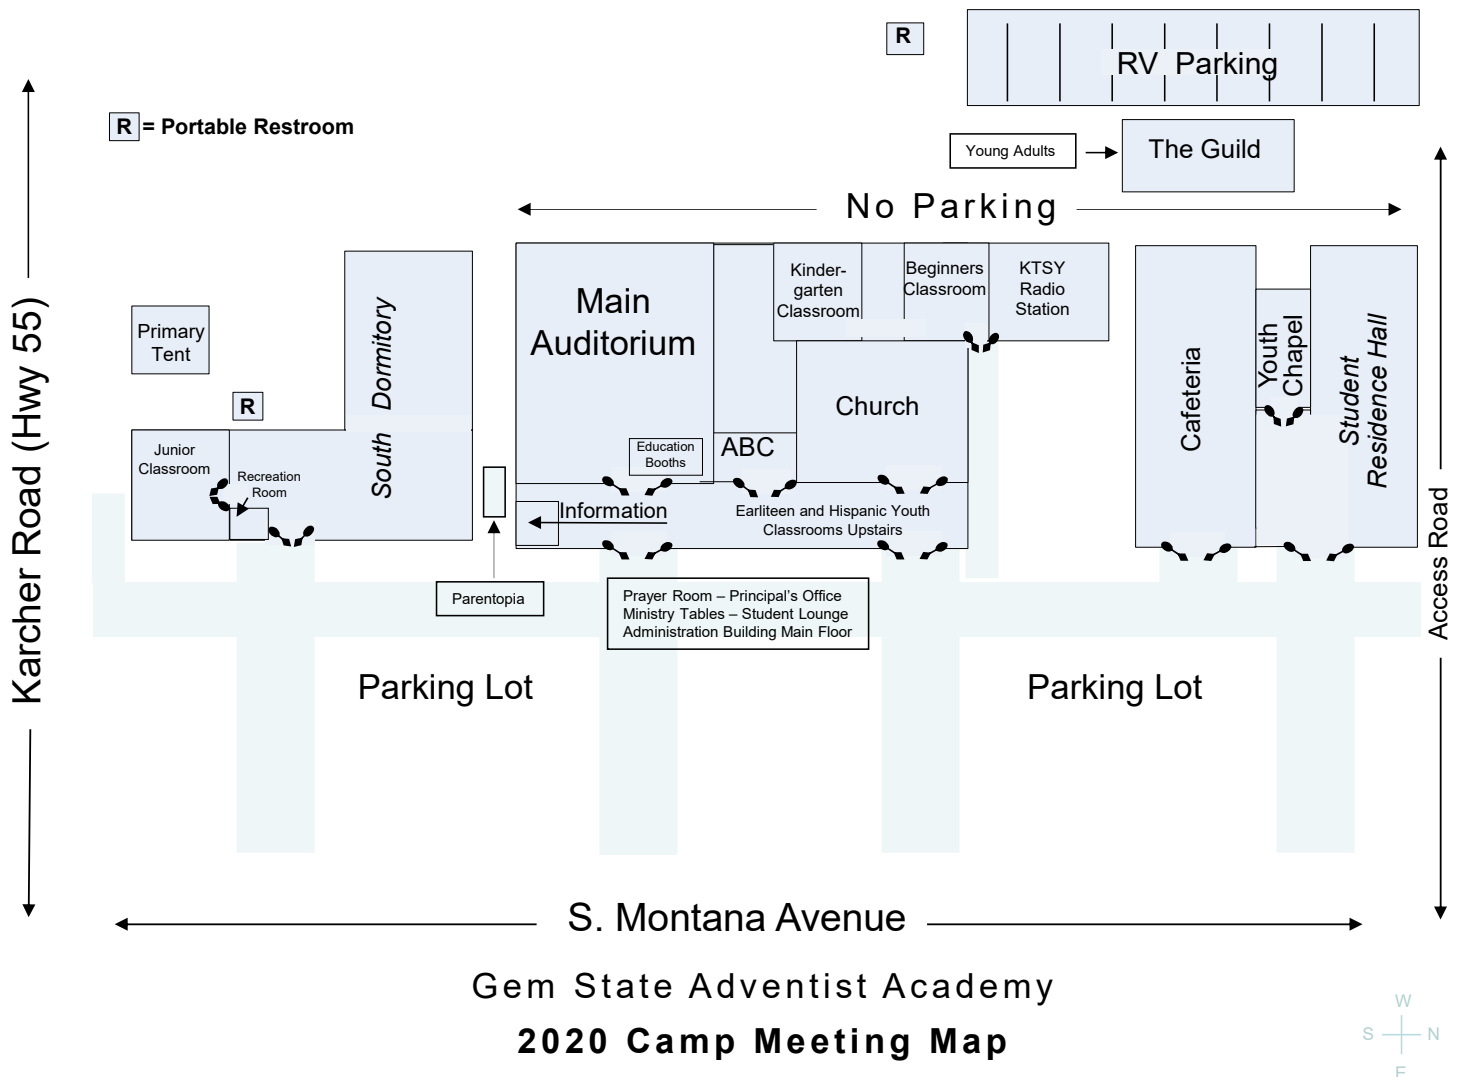 R
RV Parking
R = Portable Restroom
Young Adults
The Guild
No Parking
Karcher Road (Hwy 55)
Primary
Tent
R
Junior
Classroom
Recreation
Room
South Dormitory
Main
Auditorium
Kinder-
garten
Classroom
Beginners
Classroom
KTSY
Radio
Station
Church
Education
Booths
ABC
Information
Earliteen and Hispanic Youth
Classrooms Upstairs
Cafeteria
Youth
Chapel
Student
Residence Hall
Access Road
Parentopia
Prayer Room – Principal's Office
Ministry Tables – Student Lounge
Administration Building Main Floor
Parking Lot
Parking Lot
S. Montana Avenue
Gem State Adventist Academy
2020 Camp Meeting Map
W
S N
E